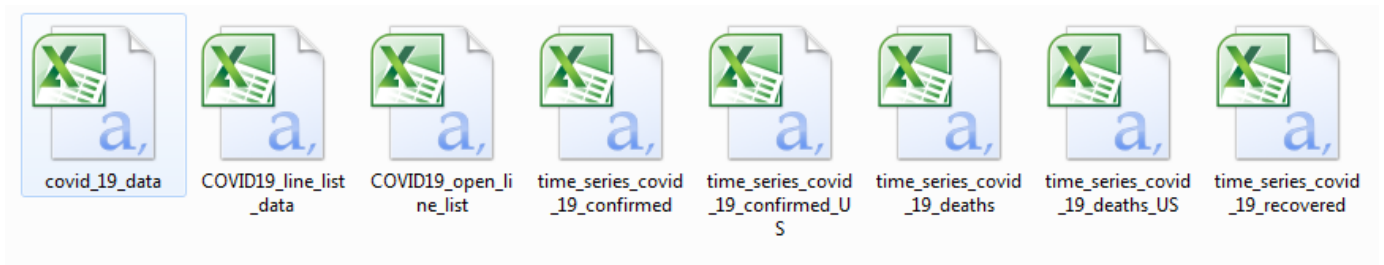 covid_19_data
COVID19_line_list
_data
COVID19_open_li
ne_list
time_series_covid
_19_confirmed
time_series_covid
_19_confirmed_U
S
time_series_covid
_19_deaths
time_series_covid
_19_deaths_US
time_series_covid
_19_recovered
a,
a,
a,
a,
a,
a,
a,
a,